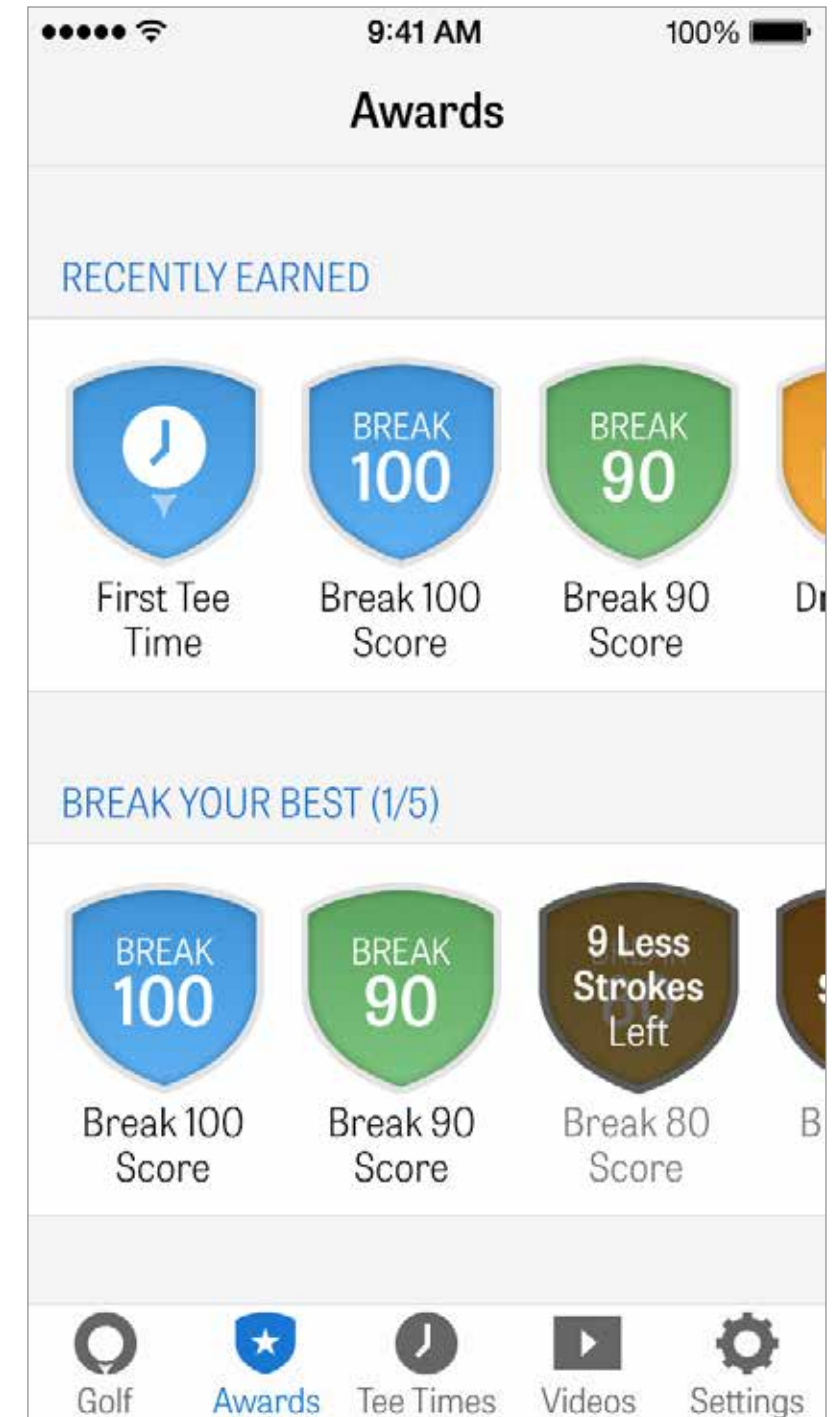 9:41 AM 100%
Awards
RECENTLY EARNED
BREAK
100
BREAK
90
First Tee
Time
Break 100
Score
Break 90
Score
BREAK YOUR BEST (1/5)
BREAK
100
BREAK
90
9 Less
Strokes
Left
Break 100
Score
Break 90
Score
Break 80
Score
Golf Awards Tee Times Videos Settings